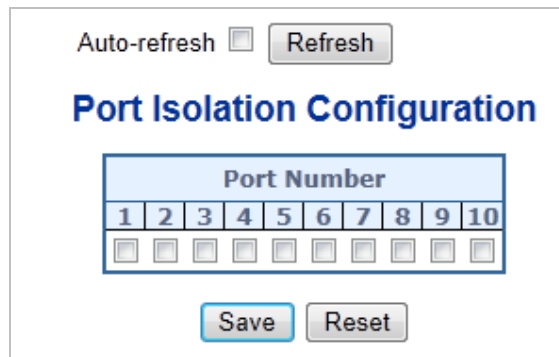 Auto-refresh Refresh
Port Isolation Configuration
Port Number
1 2 3 4 5 6 7 8 9 10
Save Reset